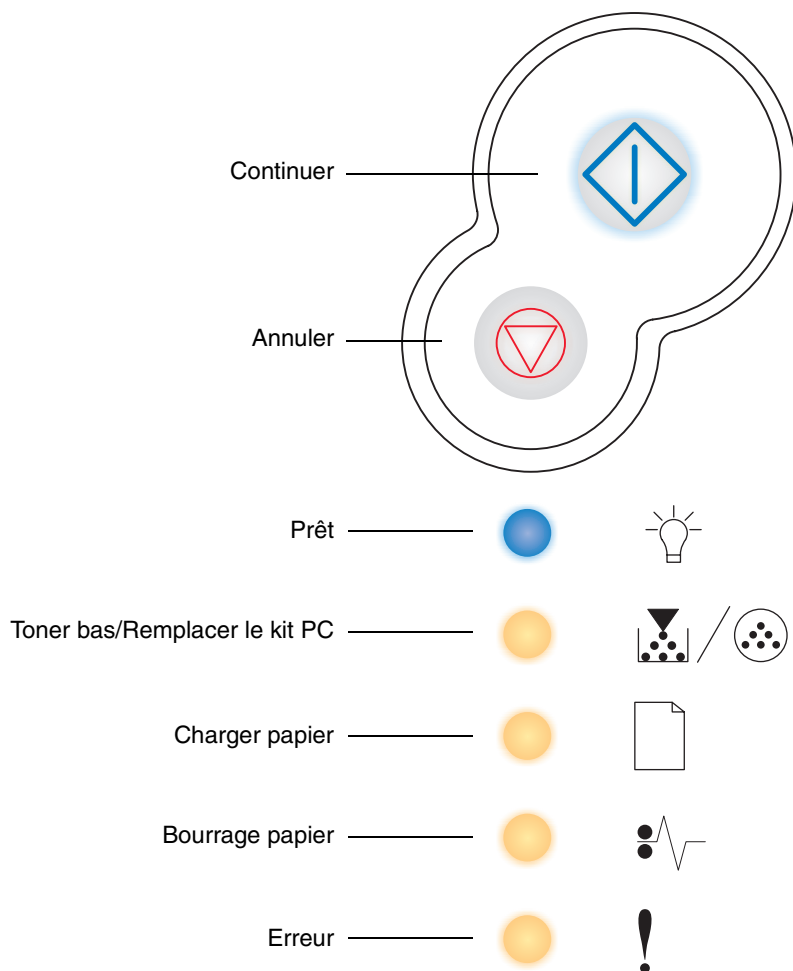 Continuer
Annuler
Prêt
Toner bas/Remplacer le kit PC
Charger papier
Bourrage papier
Erreur